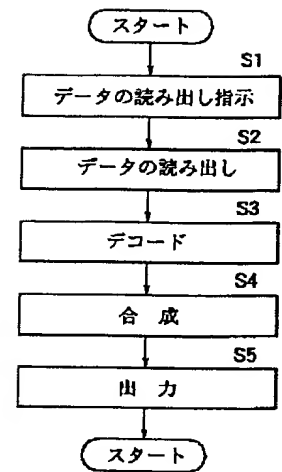 スタート
S1
データの読み出し指示
S2
データの読み出し
S3
デコード
S4
合 成
S5
出 力
スタート